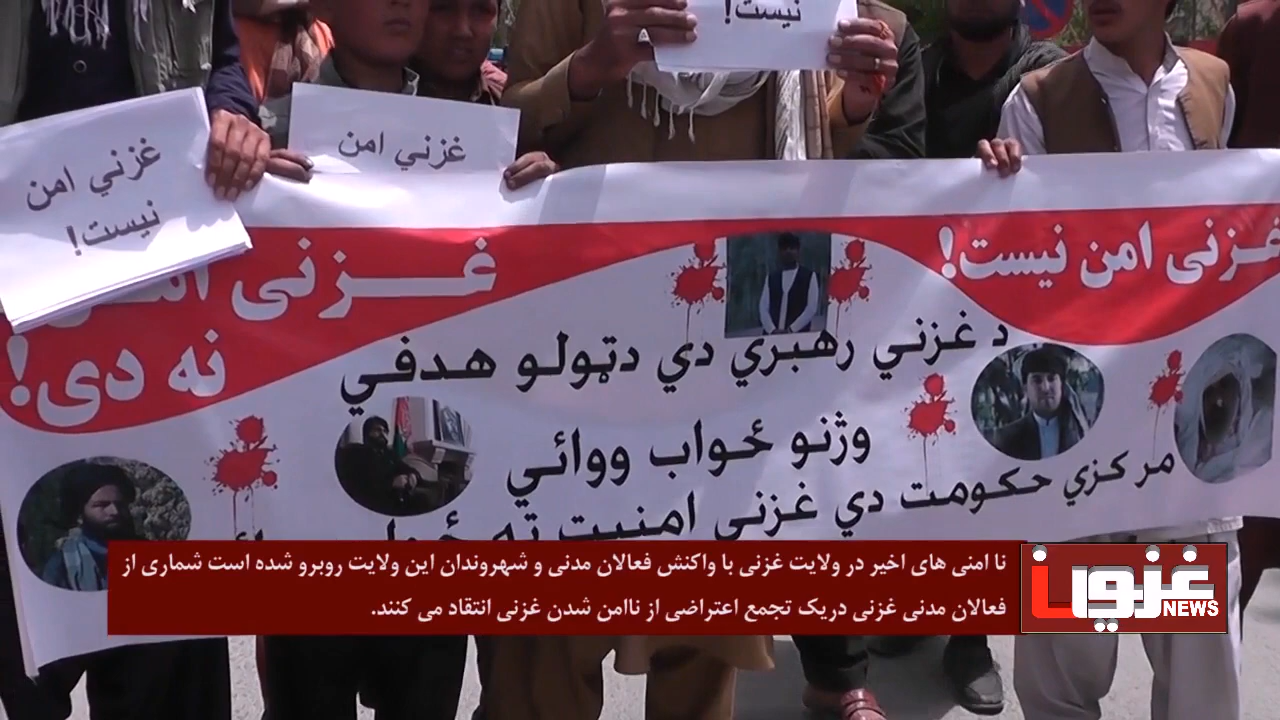 نیست!
غزني امن
نیست!
غزني امن
غزنی امن نیست!
غـــزنی
نه دی!
د غزني رهبري دي دټولو هدفي
وژنو ځواب ووائي
مرکزي حکومت دي غزنی امنیت ته
نا امنی های اخیر در ولایت غزنی با واکنش فعالان مدنی و شهروندان این ولایت روبرو شده است شماری از
فعالان مدنی غزنی دریک تجمع اعتراضی از ناامن شدن غزنی انتقاد می کنند.
غزنویان
NEWS